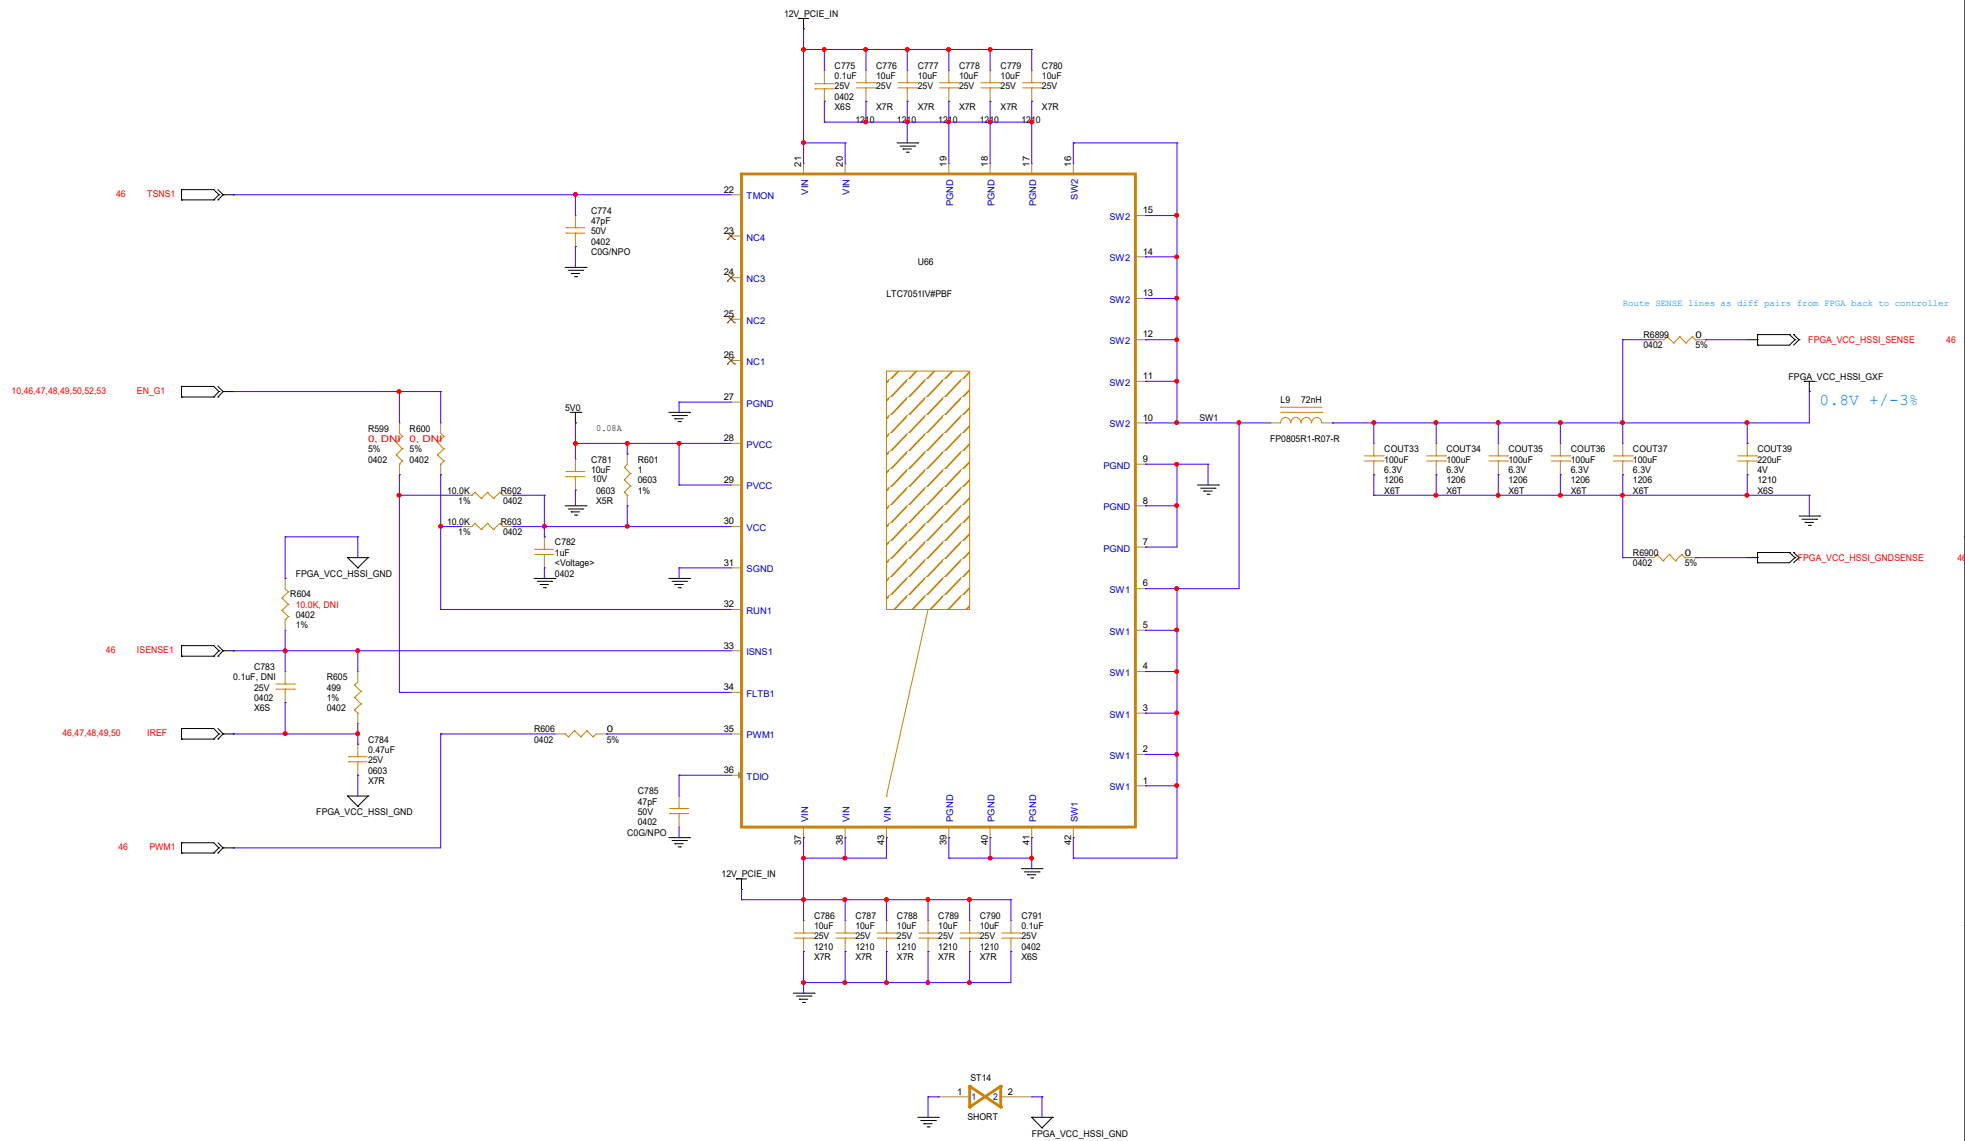 12V_PCIE_IN
C775
0.1uF
25V
0402
X6S
C776
10uF
25V
X7R
1210
C777
10uF
25V
X7R
1210
C778
10uF
25V
X7R
1210
C779
10uF
25V
X7R
1210
C780
10uF
25V
X7R
1210
21
20
19
18
17
16
VIN
VIN
PGND
PGND
PGND
SW2
46 TSNS1
C774
47pF
50V
0402
C0G/NPO
22 TMON
23 NC4
24 NC3
25 NC2
26 NC1
27 PGND
28 PVCC
29 PVCC
30 VCC
31 SGND
32 RUN1
33 ISNS1
34 FLTB1
35 PWM1
36 TDIO
U66
LTC7051IV#PBF
SW2 15
SW2 14
SW2 13
SW2 12
SW2 11
SW2 10
PGND 9
PGND 8
PGND 7
SW1 6
SW1 5
SW1 4
SW1 3
SW1 2
SW1 1
10,46,47,48,49,50,52,53 EN_G1
R599
0, DNI
5%
0402
R600
0, DNI
5%
0402
5V0
0.08A
C781
10uF
10V
0603
X5R
R601
1
0603
1%
10.0K R602
1% 0402
10.0K R603
1% 0402
C782
1uF
<Voltage>
0402
FPGA_VCC_HSSI_GND
R604
10.0K, DNI
0402
1%
46 ISENSE1
C783
0.1uF, DNI
25V
0402
X6S
R605
499
1%
0402
46,47,48,49,50 IREF
C784
0.47uF
25V
0603
X7R
FPGA_VCC_HSSI_GND
R606 0
0402 5%
C785
47pF
50V
0402
C0G/NPO
46 PWM1
VIN
VIN
VIN
PGND
PGND
PGND
SW1
37
38
43
39
40
41
42
12V_PCIE_IN
C786
10uF
25V
1210
X7R
C787
10uF
25V
1210
X7R
C788
10uF
25V
1210
X7R
C789
10uF
25V
1210
X7R
C790
10uF
25V
1210
X7R
C791
0.1uF
25V
0402
X6S
SW1
L9 72nH
FP0805R1-R07-R
Route SENSE lines as diff pairs from FPGA back to controller
R6899 0
0402 5%
FPGA_VCC_HSSI_SENSE 46
FPGA_VCC_HSSI_GXF
0.8V +/-3%
COUT33
100uF
6.3V
1206
X6T
COUT34
100uF
6.3V
1206
X6T
COUT35
100uF
6.3V
1206
X6T
COUT36
100uF
6.3V
1206
X6T
COUT37
100uF
6.3V
1206
X6T
COUT39
220uF
4V
1210
X6S
R6900 0
0402 5%
FPGA_VCC_HSSI_GNDSENSE 46
ST14
1 1 2 2
SHORT
FPGA_VCC_HSSI_GND